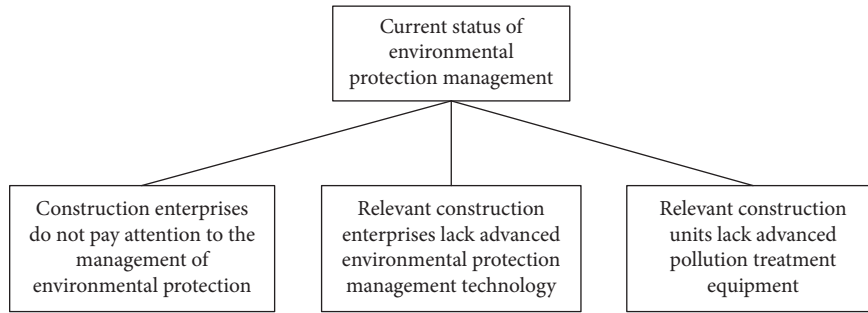 Current status of
environmental
protection management
Construction enterprises
do not pay attention to the
management of
environmental protection
Relevant construction
enterprises lack advanced
environmental protection
management technology
Relevant construction
units lack advanced
pollution treatment
equipment